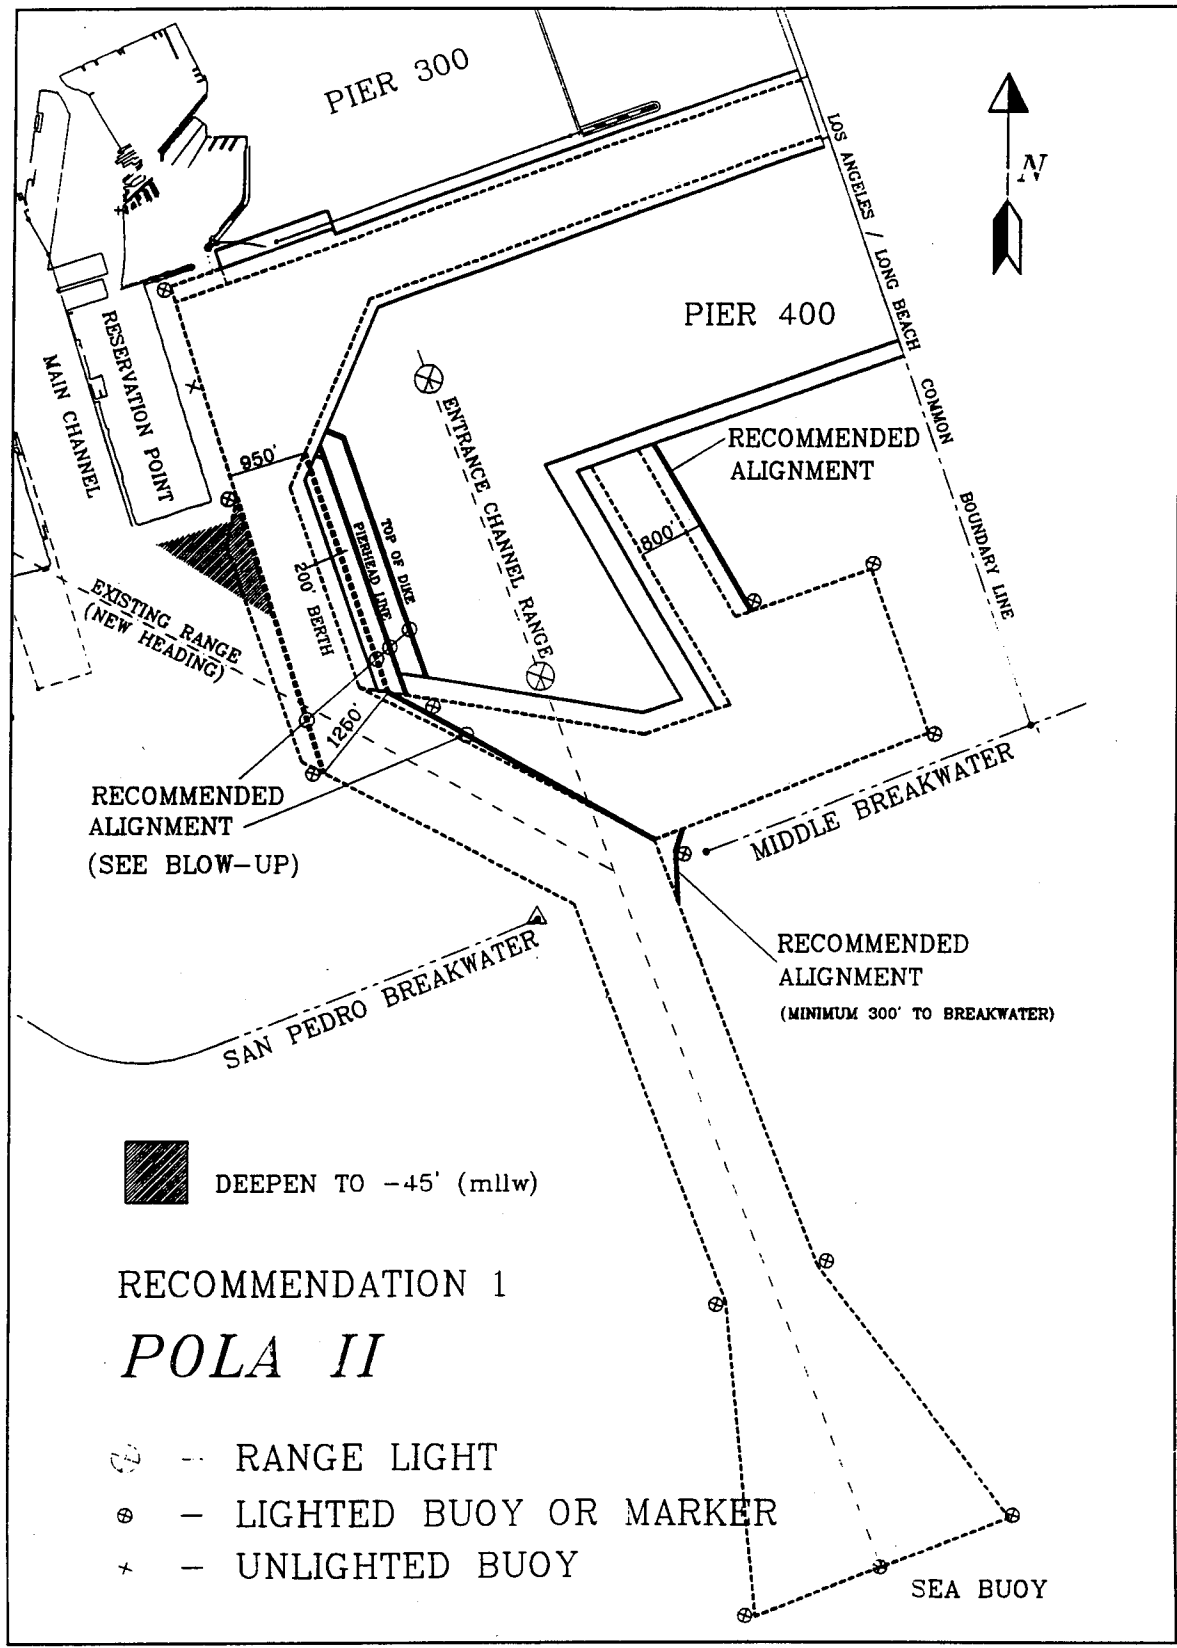 PIER 300
N
LOS ANGELES / LONG BEACH COMMON BOUNDARY LINE
PIER 400
RESERVATION POINT
MAIN CHANNEL
ENTRANCE CHANNEL RANGE
RECOMMENDED
ALIGNMENT
950'
800'
TOP OF DIKE
PIERHEAD LINE
200' BERTH
EXISTING RANGE
(NEW HEADING)
1250'
RECOMMENDED
ALIGNMENT
(SEE BLOW-UP)
MIDDLE BREAKWATER
SAN PEDRO BREAKWATER
RECOMMENDED
ALIGNMENT
(MINIMUM 300' TO BREAKWATER)
DEEPEN TO -45' (mllw)
RECOMMENDATION 1
POLA II
- RANGE LIGHT
- LIGHTED BUOY OR MARKER
- UNLIGHTED BUOY
SEA BUOY